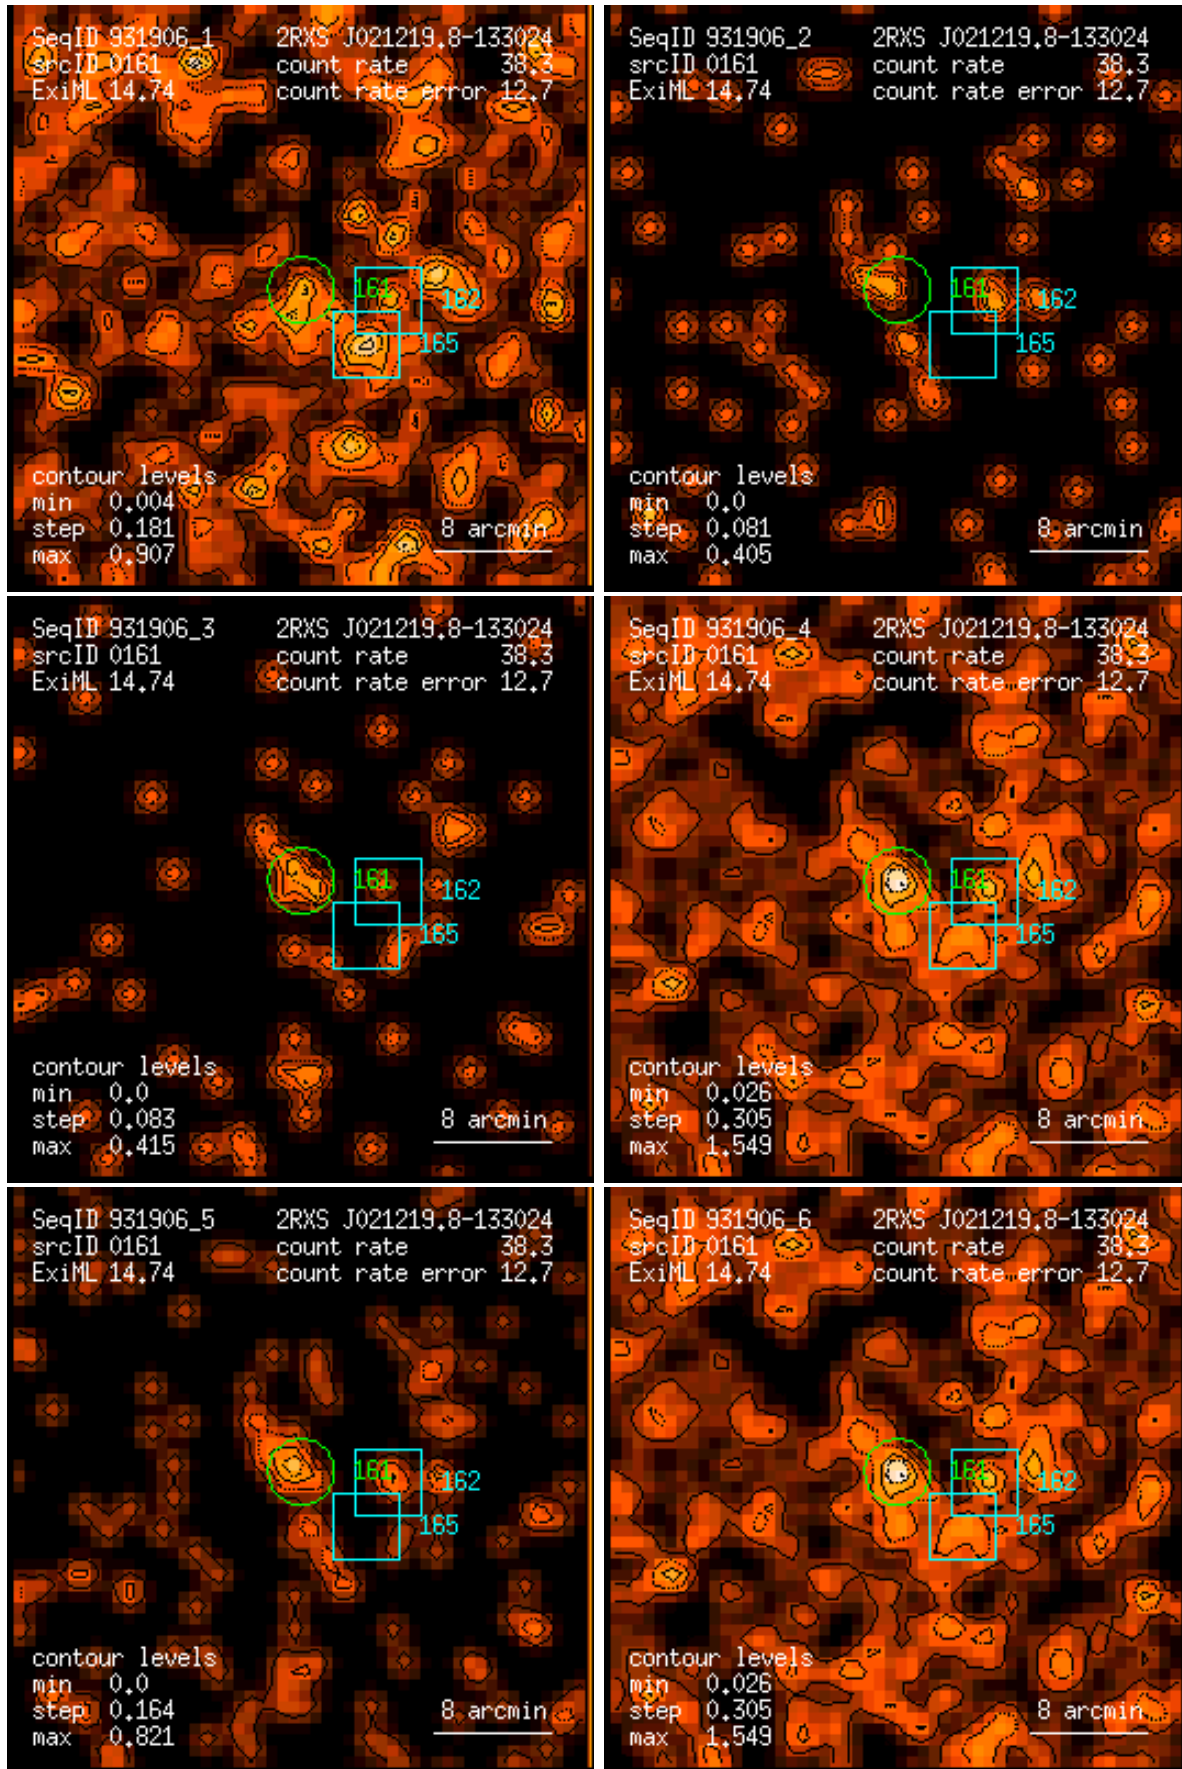 SeqID 931906_1 2RXS J021219.8-133024
srcID 0161 count rate 38.3
ExiML 14.74 count rate error 12.7
161
162
165
contour levels
min 0.004
step 0.181
max 0.907
8 arcmin
SeqID 931906_2 2RXS J021219.8-133024
srcID 0161 count rate 38.3
ExiML 14.74 count rate error 12.7
161
162
165
contour levels
min 0.0
step 0.081
max 0.405
8 arcmin
SeqID 931906_3 2RXS J021219.8-133024
srcID 0161 count rate 38.3
ExiML 14.74 count rate error 12.7
161
162
165
contour levels
min 0.0
step 0.083
max 0.415
8 arcmin
SeqID 931906_4 2RXS J021219.8-133024
srcID 0161 count rate 38.3
ExiML 14.74 count rate error 12.7
161
162
165
contour levels
min 0.026
step 0.305
max 1.549
8 arcmin
SeqID 931906_5 2RXS J021219.8-133024
srcID 0161 count rate 38.3
ExiML 14.74 count rate error 12.7
161
162
165
contour levels
min 0.0
step 0.164
max 0.821
8 arcmin
SeqID 931906_6 2RXS J021219.8-133024
srcID 0161 count rate 38.3
ExiML 14.74 count rate error 12.7
161
162
165
contour levels
min 0.026
step 0.305
max 1.549
8 arcmin